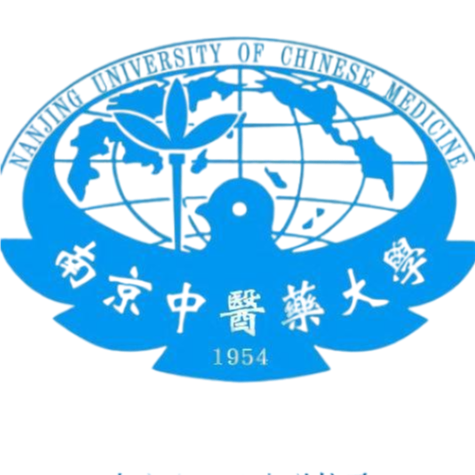 NANJING UNIVERSITY OF CHINESE MEDICINE
南京中醫藥大學
1954